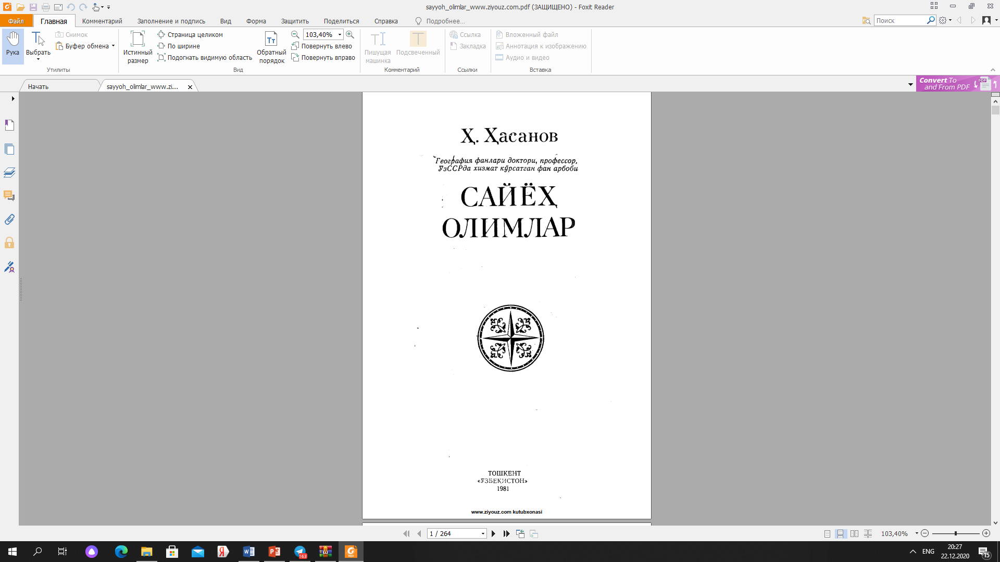 sayyoh_olimlar_www.ziyouz.com.pdf (ЗАЩИЩЕНО) - Foxit Reader
Файл
Главная
Комментарий
Заполнение и подпись
Вид
Форма
Защитить
Поделиться
Справка
Подробнее...
Поиск
Рука
Выбрать
Снимок
Буфер обмена
Утилиты
Истинный
размер
Страница целиком
По ширине
Подогнать видимую область
Обратный
порядок
103,40%
Повернуть влево
Повернуть вправо
Вид
Пишущая
машинка
Подсвеченный
Комментарий
Ссылка
Закладка
Ссылки
Вложенный файл
Аннотация к изображению
Аудио и видео
Вставка
Начать
sayyoh_olimlar_www.zi...
Convert To
and From PDF
PDF
Ҳ. Ҳасанов
География фанлари доктори, профессор,
ЎзССРда хизмат кўрсатган фан арбоби
САЙЁҲ
ОЛИМЛАР
ТОШКЕНТ
«ЎЗБЕКИСТОН»
1981
www.ziyouz.com kutubxonasi
1 / 264
103,40%
163
ENG
20:27
22.12.2020
15